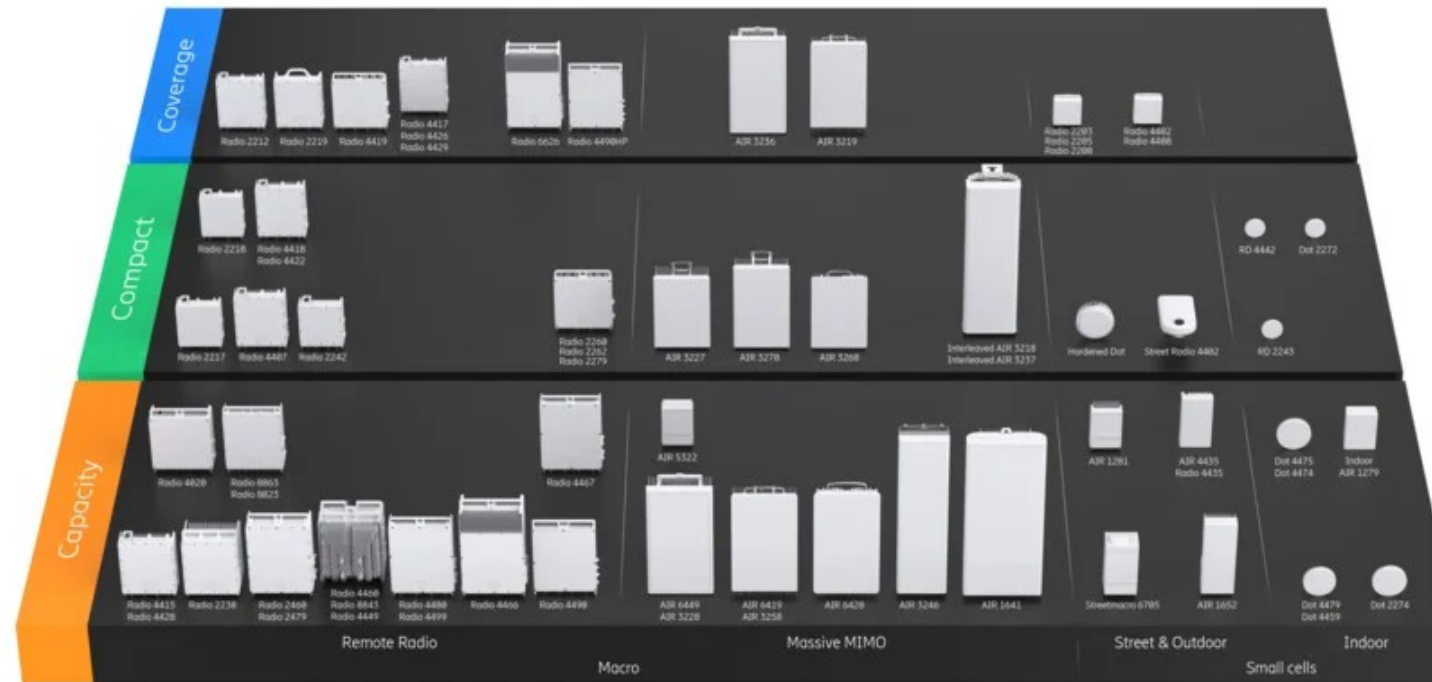 Coverage
Radio 2212
Radio 2219
Radio 4419
Radio 4417
Radio 4426
Radio 4429
Radio 6626
Radio 4490HP
AIR 3236
AIR 3219
Radio 2203
Radio 2205
Radio 2208
Radio 4402
Radio 4408
Compact
Radio 2218
Radio 4418
Radio 4422
RD 4442
Dot 2272
Radio 2217
Radio 4407
Radio 2242
Radio 2260
Radio 2262
Radio 2279
AIR 3227
AIR 3278
AIR 3268
Interleaved AIR 3218
Interleaved AIR 3237
Hardened Dot
Street Radio 4402
RD 2243
Capacity
Radio 4820
Radio 8863
Radio 8823
Radio 4467
AIR 5322
AIR 1281
AIR 4435
Radio 4435
Dot 4475
Dot 4474
Indoor
AIR 1279
Radio 4415
Radio 4428
Radio 2238
Radio 2460
Radio 2479
Radio 4460
Radio 8843
Radio 4449
Radio 4480
Radio 4499
Radio 4466
Radio 4490
AIR 6449
AIR 3228
AIR 6419
AIR 3258
AIR 6428
AIR 3246
AIR 1641
Streetmacro 6705
AIR 1652
Dot 4479
Dot 4459
Dot 2274
Remote Radio
Massive MIMO
Street & Outdoor
Indoor
Macro
Small cells